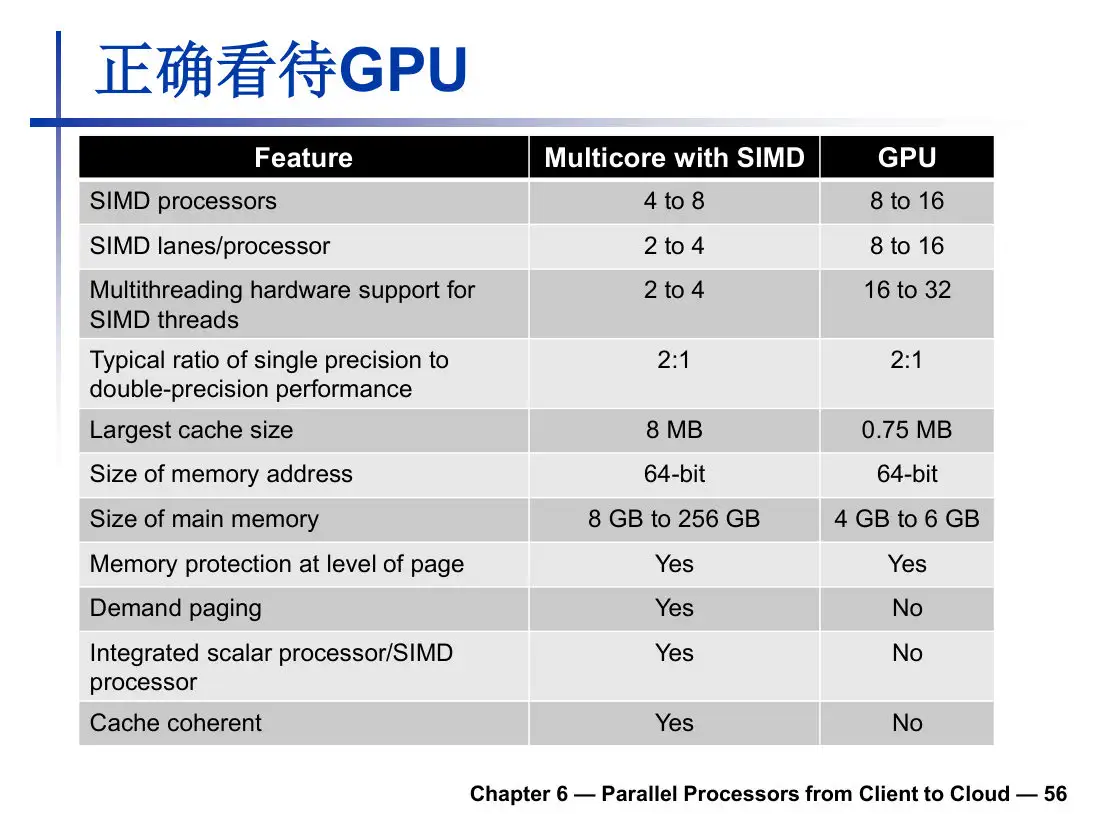 正确看待GPU
Feature Multicore with SIMD GPU
SIMD processors 4 to 8 8 to 16
SIMD lanes/processor 2 to 4 8 to 16
Multithreading hardware support for 2 to 4 16 to 32
SIMD threads
Typical ratio of single precision to 2:1 2:1
double-precision performance
Largest cache size 8 MB 0.75 MB
Size of memory address 64-bit 64-bit
Size of main memory 8 GB to 256 GB 4 GB to 6 GB
Memory protection at level of page Yes Yes
Demand paging Yes No
Integrated scalar processor/SIMD Yes No
processor
Cache coherent Yes No
Chapter 6 — Parallel Processors from Client to Cloud — 56